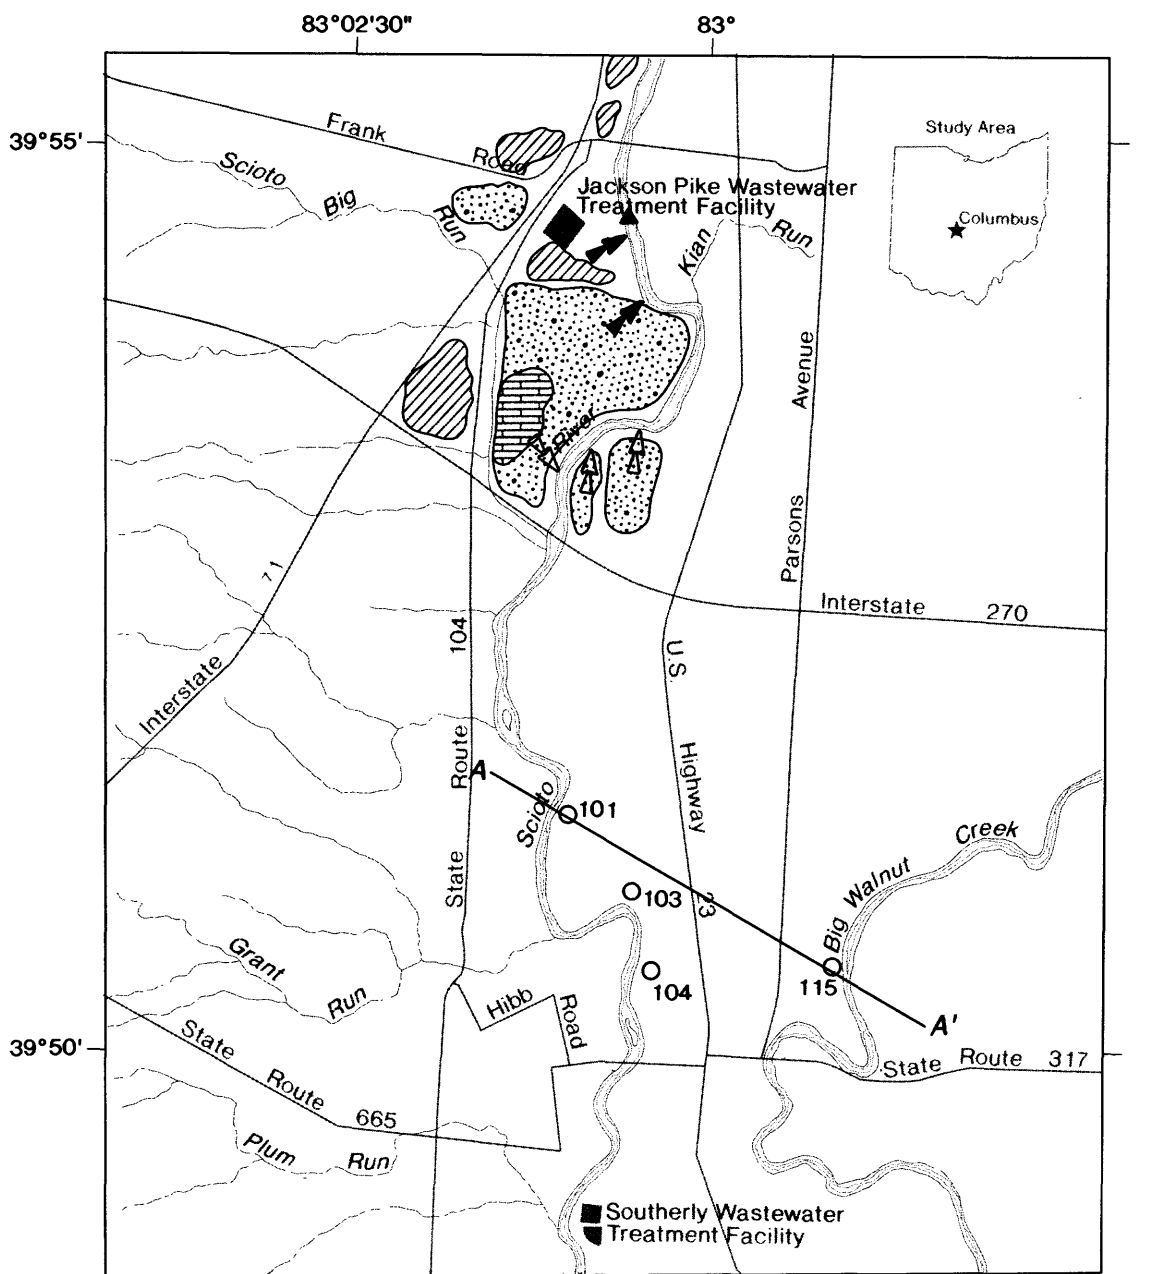 83°02'30" 83°
39°55'
Frank
Road
Study Area
Columbus
Scioto
Big
Run
Jackson Pike Wastewater
Treatment Facility
Kian
Run
River
Avenue
Parsons
Interstate 270
71
Interstate
104
Route
State
U.S.
Highway
23
A
Scioto
101
103
104
Creek
Big Walnut
115
A'
Grant
Run
Hibb
Road
39°50'
State
Route
665
State Route 317
Plum
Run
Southerly Wastewater
Treatment Facility